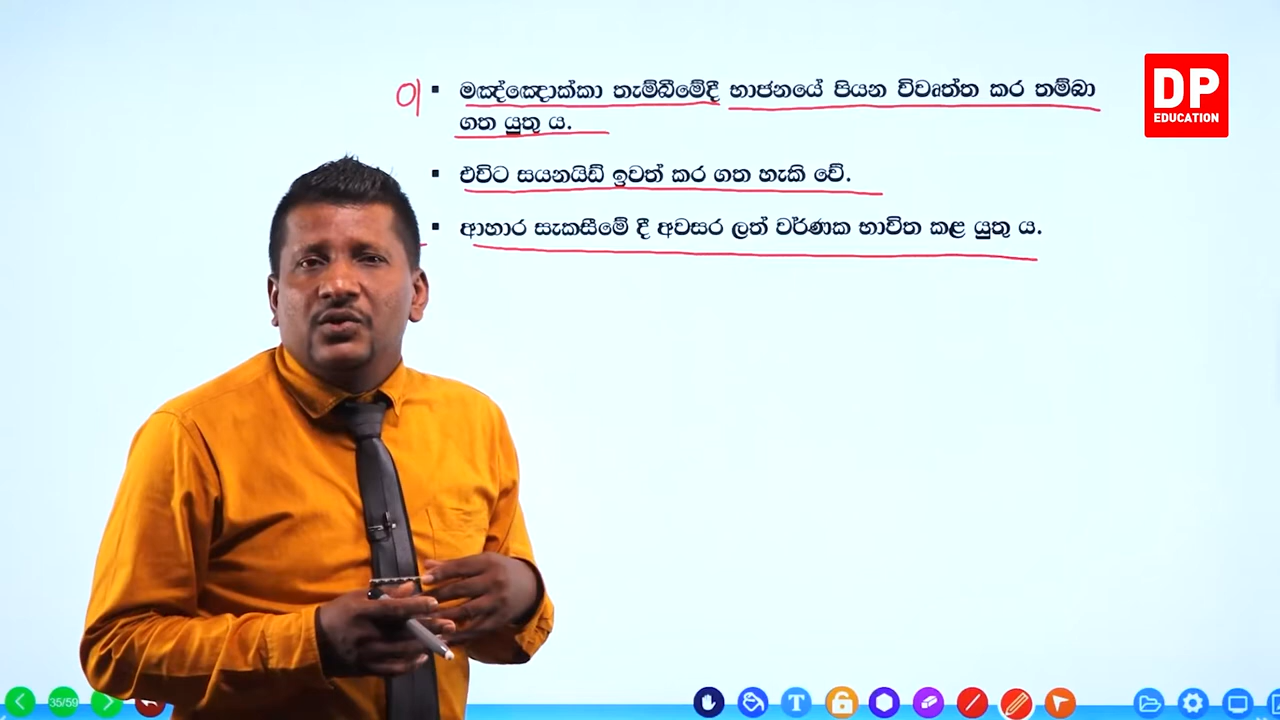 ▪ මඤ්ඤොක්කා තැම්බීමේදී භාජනයේ පියන විවෘත්ත කර තම්බා
ගත යුතු ය.
▪ එවිට සයනයිඩ් ඉවත් කර ගත හැකි වේ.
▪ ආහාර සැකසීමේ දී අවසර ලත් වර්ණක භාවිත කළ යුතු ය.
DP
EDUCATION
35/59
T